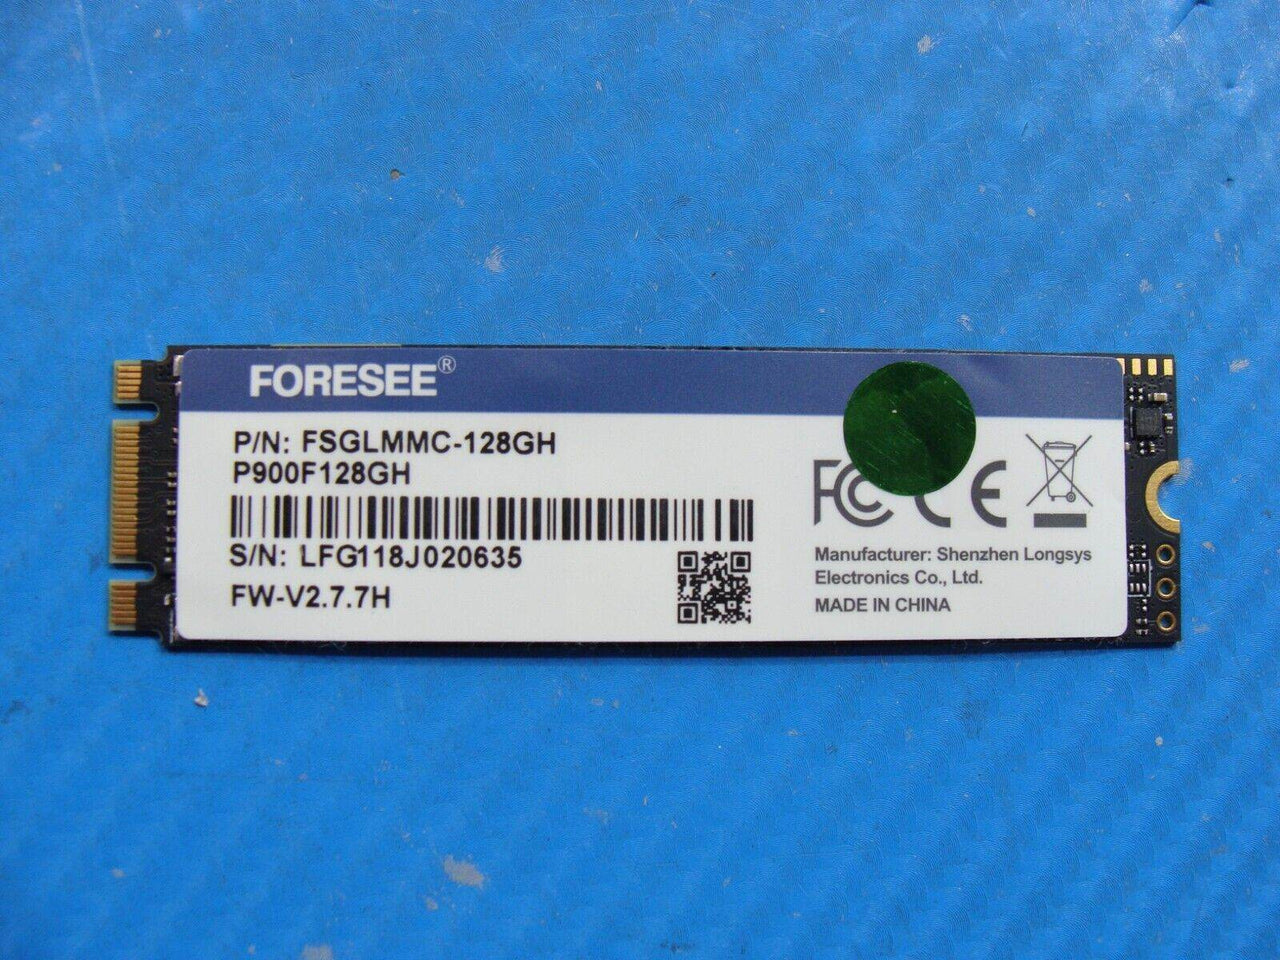 FORESEE®
P/N: FSGLMMC-128GH
P900F128GH
S/N: LFG118J020635
FW-V2.7.7H
FC CE
Manufacturer: Shenzhen Longsys
Electronics Co., Ltd.
MADE IN CHINA